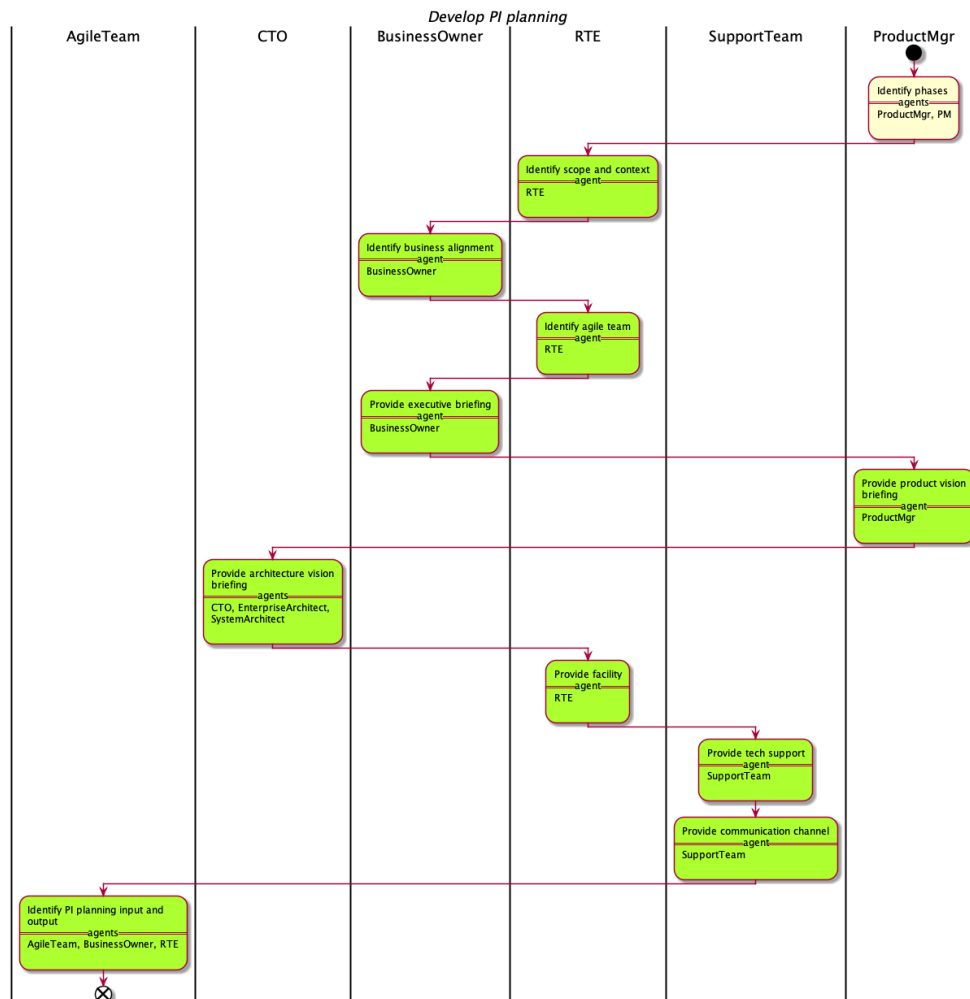 Develop PI planning
AgileTeam
CTO
BusinessOwner
RTE
SupportTeam
ProductMgr
Identify phases
agents
ProductMgr, PM
Identify scope and context
agent
RTE
Identify business alignment
agent
BusinessOwner
Identify agile team
agent
RTE
Provide executive briefing
agent
BusinessOwner
Provide product vision
briefing
agent
ProductMgr
Provide architecture vision
briefing
agents
CTO, EnterpriseArchitect,
SystemArchitect
Provide facility
agent
RTE
Provide tech support
agent
SupportTeam
Provide communication channel
agent
SupportTeam
Identify PI planning input and
output
agents
AgileTeam, BusinessOwner, RTE